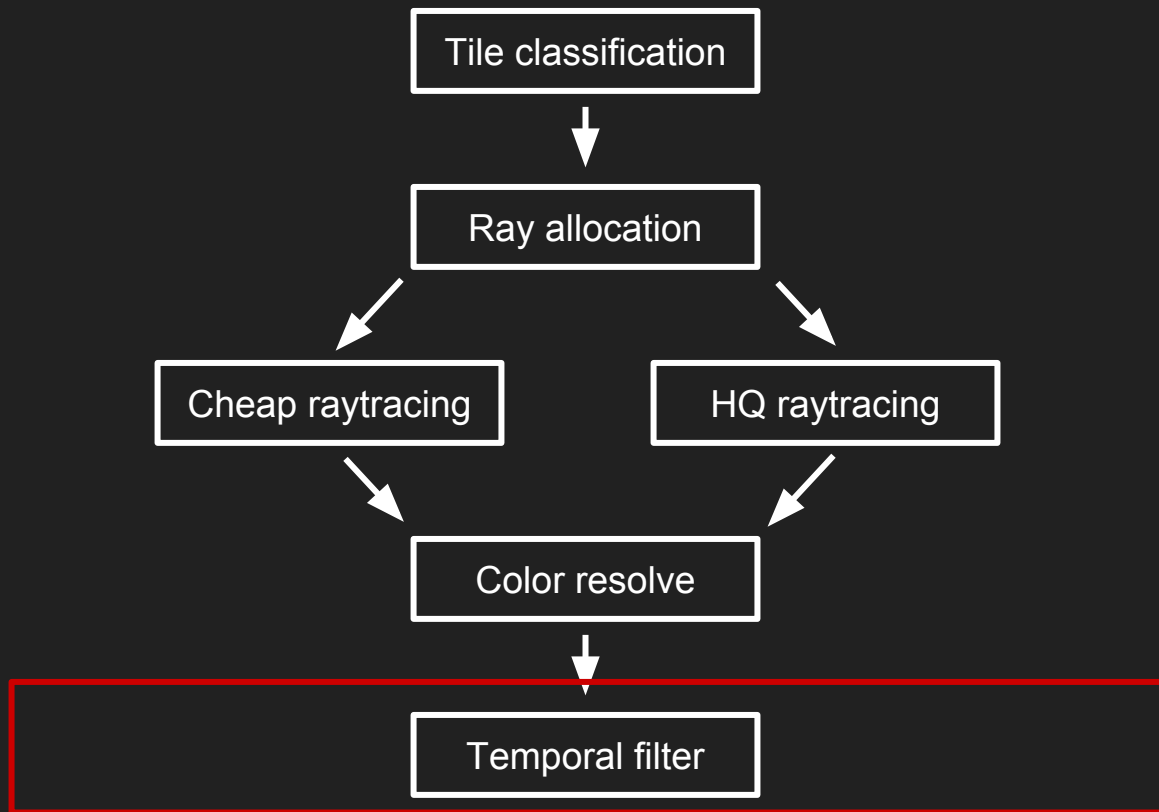 Tile classification
Ray allocation
Cheap raytracing
HQ raytracing
Color resolve
Temporal filter